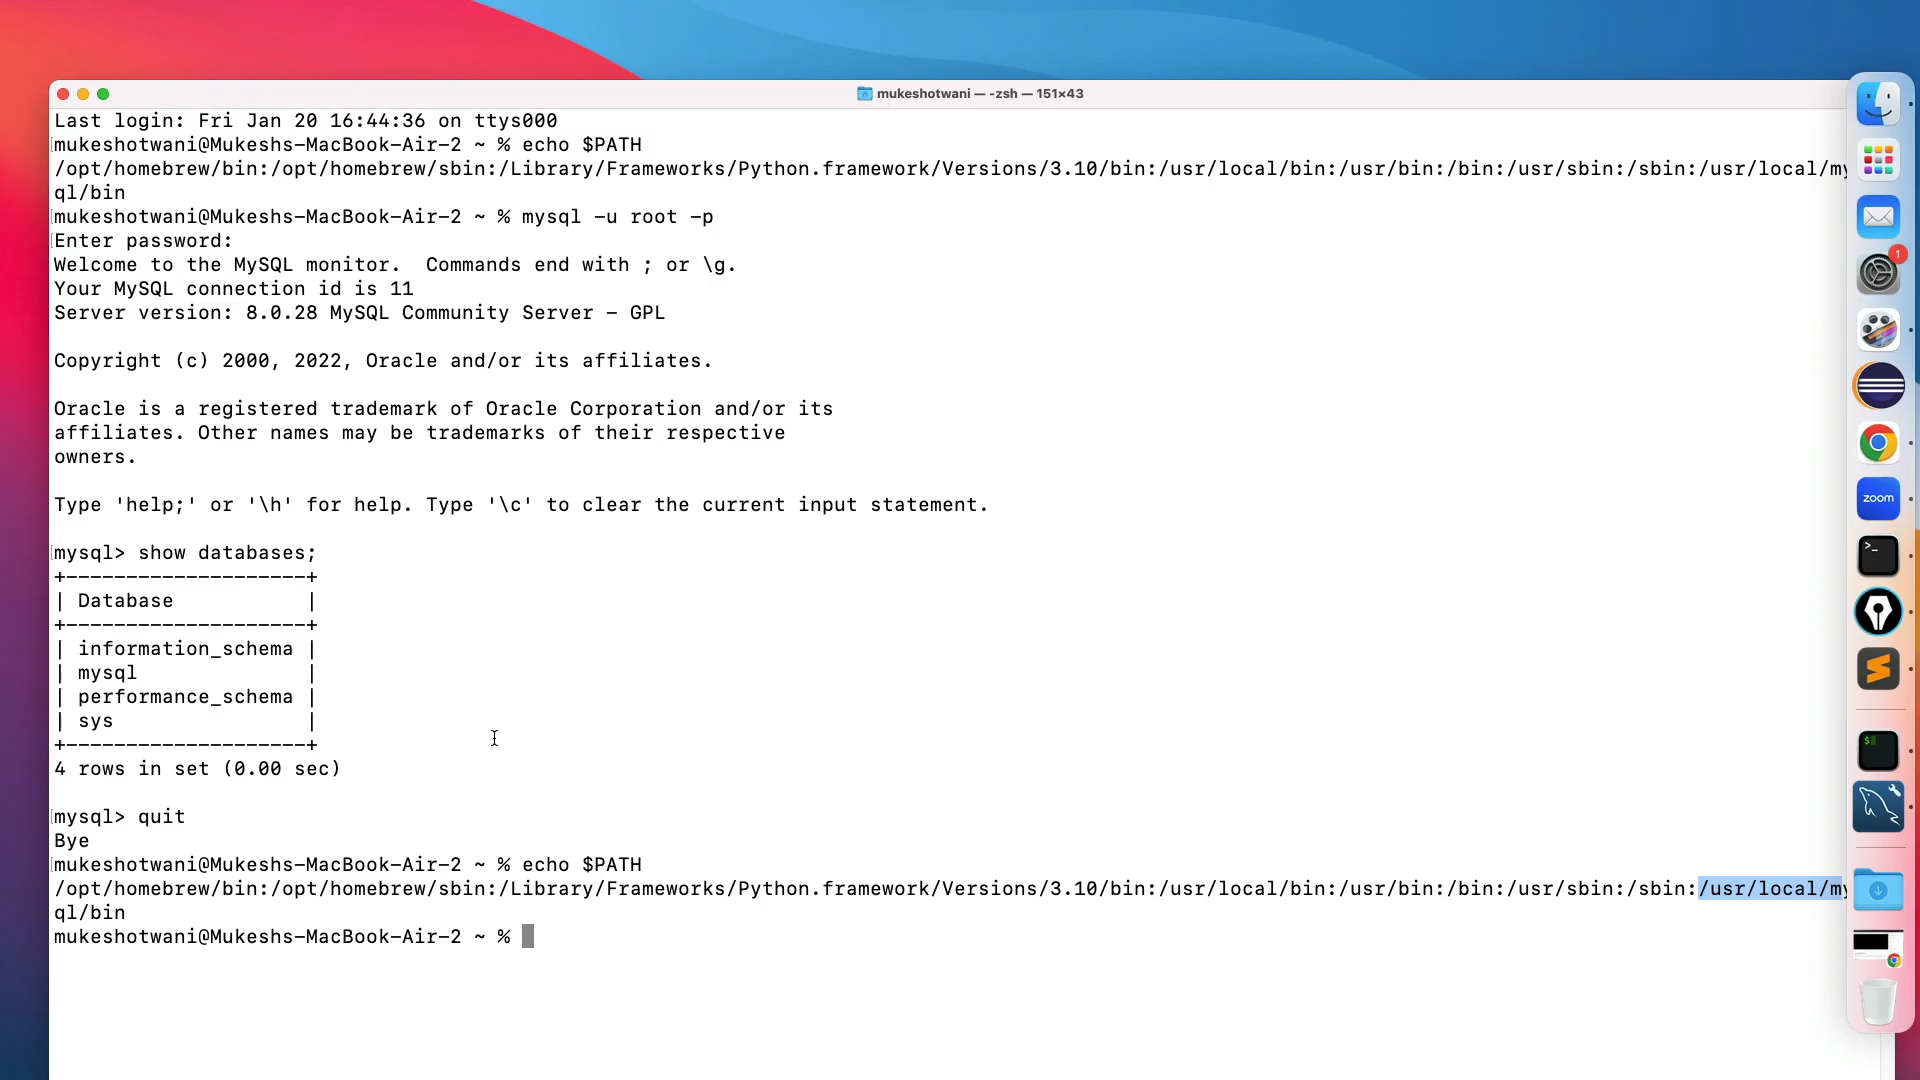 mukeshotwani — -zsh — 151×43
Last login: Fri Jan 20 16:44:36 on ttys000
mukeshotwani@Mukeshs-MacBook-Air-2 ~ % echo $PATH
/opt/homebrew/bin:/opt/homebrew/sbin:/Library/Frameworks/Python.framework/Versions/3.10/bin:/usr/local/bin:/usr/bin:/bin:/usr/sbin:/sbin:/usr/local/my
ql/bin
mukeshotwani@Mukeshs-MacBook-Air-2 ~ % mysql -u root -p
Enter password:
Welcome to the MySQL monitor.  Commands end with ; or \g.
Your MySQL connection id is 11
Server version: 8.0.28 MySQL Community Server - GPL
Copyright (c) 2000, 2022, Oracle and/or its affiliates.
Oracle is a registered trademark of Oracle Corporation and/or its
affiliates. Other names may be trademarks of their respective
owners.
Type 'help;' or '\h' for help. Type '\c' to clear the current input statement.
mysql> show databases;
+--------------------+
| Database           |
+--------------------+
| information_schema |
| mysql              |
| performance_schema |
| sys                |
+--------------------+
4 rows in set (0.00 sec)
mysql> quit
Bye
mukeshotwani@Mukeshs-MacBook-Air-2 ~ % echo $PATH
/opt/homebrew/bin:/opt/homebrew/sbin:/Library/Frameworks/Python.framework/Versions/3.10/bin:/usr/local/bin:/usr/bin:/bin:/usr/sbin:/sbin:/usr/local/my
ql/bin
mukeshotwani@Mukeshs-MacBook-Air-2 ~ %
1
zoom
>_
$